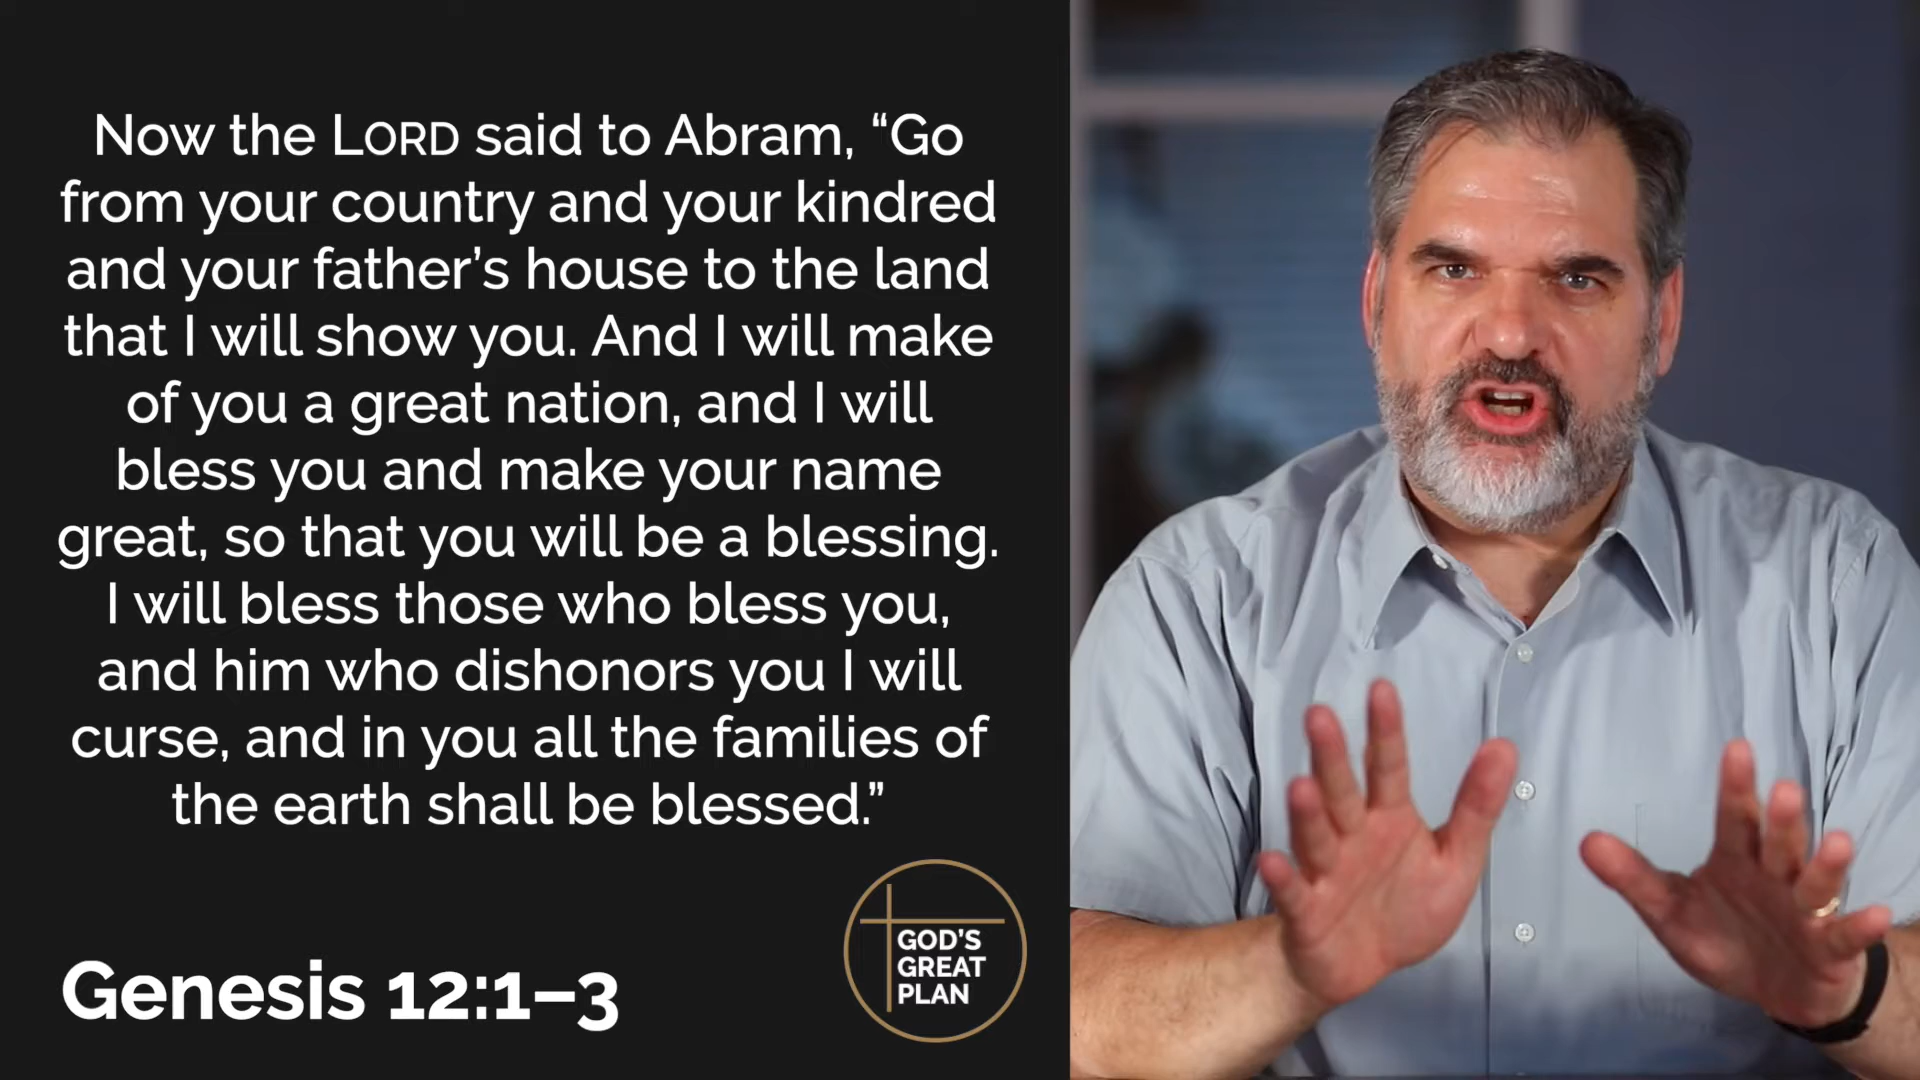 Now the LORD said to Abram, “Go
from your country and your kindred
and your father’s house to the land
that I will show you. And I will make
of you a great nation, and I will
bless you and make your name
great, so that you will be a blessing.
I will bless those who bless you,
and him who dishonors you I will
curse, and in you all the families of
the earth shall be blessed.”
Genesis 12:1–3
GOD’S
GREAT
PLAN